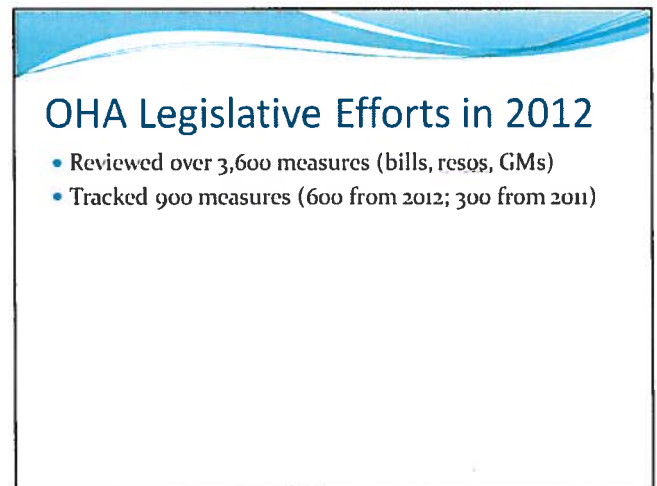 OHA Legislative Efforts in 2012
• Reviewed over 3,600 measures (bills, resos, GMs)
• Tracked 900 measures (600 from 2012; 300 from 2011)